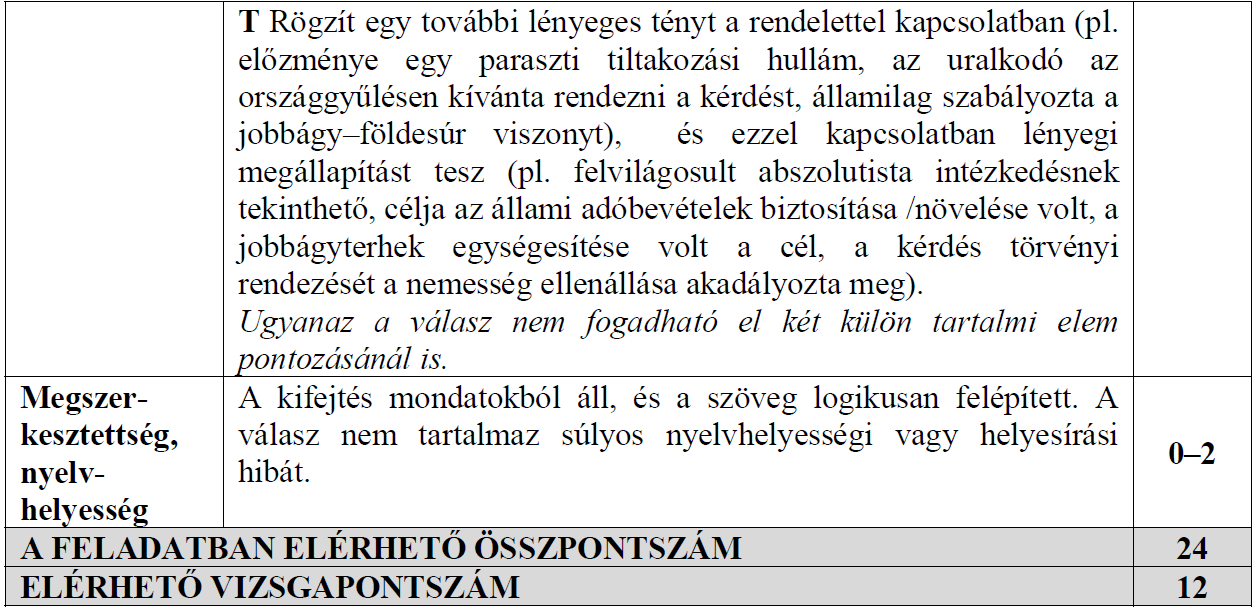 T Rögzít egy további lényeges tényt a rendelettel kapcsolatban (pl.
előzménye egy paraszti tiltakozási hullám, az uralkodó az
országgyűlésen kívánta rendezni a kérdést, államilag szabályozta a
jobbágy–földesúr viszonyt), és ezzel kapcsolatban lényegi
megállapítást tesz (pl. felvilágosult abszolutista intézkedésnek
tekinthető, célja az állami adóbevételek biztosítása /növelése volt, a
jobbágyterhek egységesítése volt a cél, a kérdés törvényi
rendezését a nemesség ellenállása akadályozta meg).
Ugyanaz a válasz nem fogadható el két külön tartalmi elem
pontozásánál is.
Megszer-
kesztettség,
nyelv-
helyesség
A kifejtés mondatokból áll, és a szöveg logikusan felépített. A
válasz nem tartalmaz súlyos nyelvhelyességi vagy helyesírási
hibát.
0–2
A FELADATBAN ELÉRHETŐ ÖSSZPONTSZÁM 24
ELÉRHETŐ VIZSGAPONTSZÁM 12